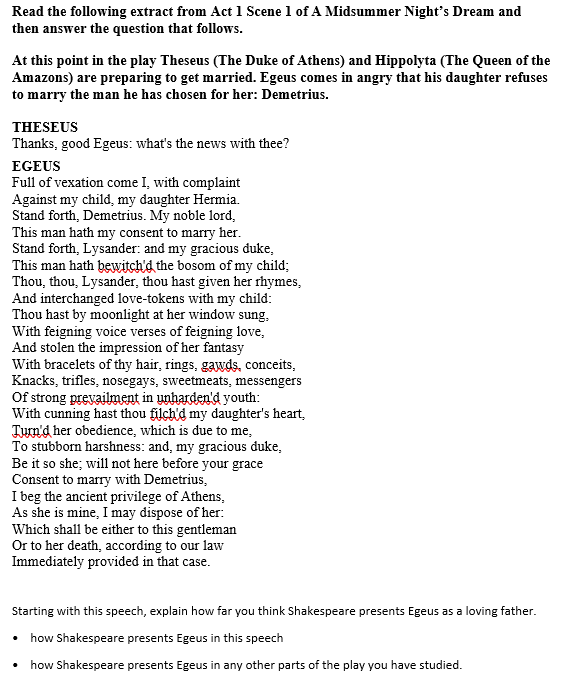 Read the following extract from Act 1 Scene 1 of A Midsummer Night's Dream and
then answer the question that follows.
At this point in the play Theseus (The Duke of Athens) and Hippolyta (The Queen of the
Amazons) are preparing to get married. Egeus comes in angry that his daughter refuses
to marry the man he has chosen for her: Demetrius.
THESEUS
Thanks, good Egeus: what's the news with thee?
EGEUS
Full of vexation come I, with complaint
Against my child, my daughter Hermia.
Stand forth, Demetrius. My noble lord,
This man hath my consent to marry her.
Stand forth, Lysander: and my gracious duke,
This man hath bewitch'd the bosom of my child;
Thou, thou, Lysander, thou hast given her rhymes,
And interchanged love-tokens with my child:
Thou hast by moonlight at her window sung,
With feigning voice verses of feigning love,
And stolen the impression of her fantasy
With bracelets of thy hair, rings, gawds, conceits,
Knacks, trifles, nosegays, sweetmeats, messengers
Of strong prevailment in unharden'd youth:
With cunning hast thou filch'd my daughter's heart,
Turn'd her obedience, which is due to me,
To stubborn harshness: and, my gracious duke,
Be it so she; will not here before your grace
Consent to marry with Demetrius,
I beg the ancient privilege of Athens,
As she is mine, I may dispose of her:
Which shall be either to this gentleman
Or to her death, according to our law
Immediately provided in that case.
Starting with this speech, explain how far you think Shakespeare presents Egeus as a loving father.
• how Shakespeare presents Egeus in this speech
• how Shakespeare presents Egeus in any other parts of the play you have studied.